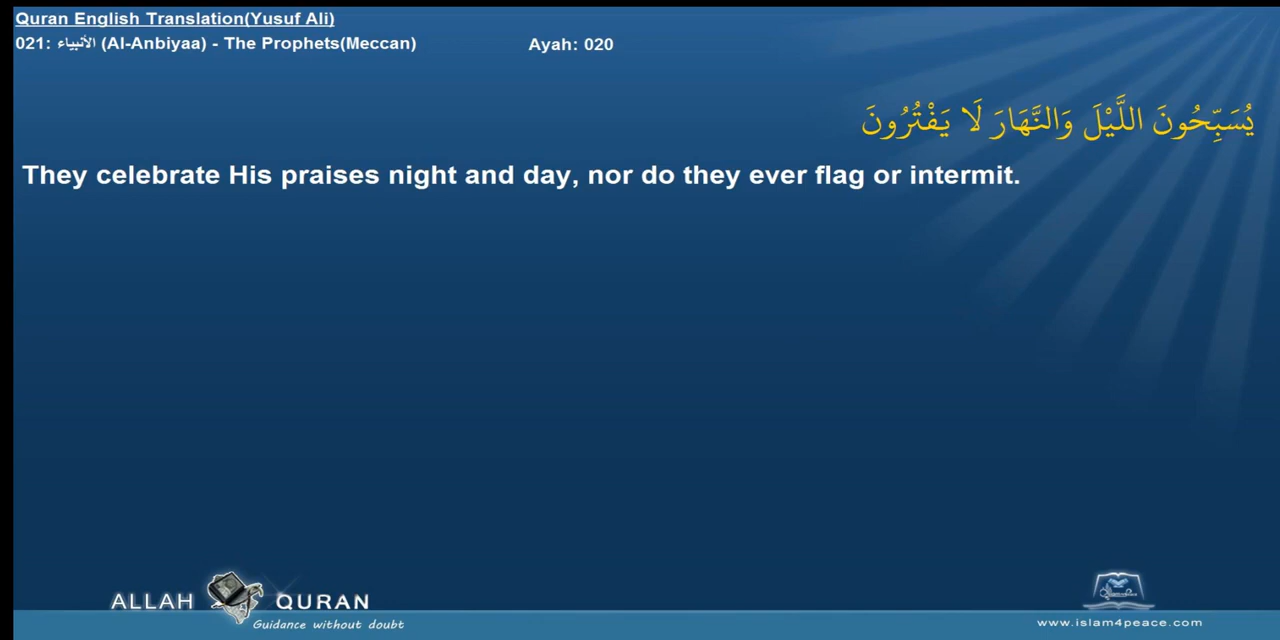 Quran English Translation(Yusuf Ali)
021: الأنبياء (Al-Anbiyaa) - The Prophets(Meccan) Ayah: 020
يُسَبِّحُونَ اللَّيْلَ وَالنَّهَارَ لَا يَفْتُرُونَ
They celebrate His praises night and day, nor do they ever flag or intermit.
ALLAH QURAN
Guidance without doubt
www.islam4peace.com